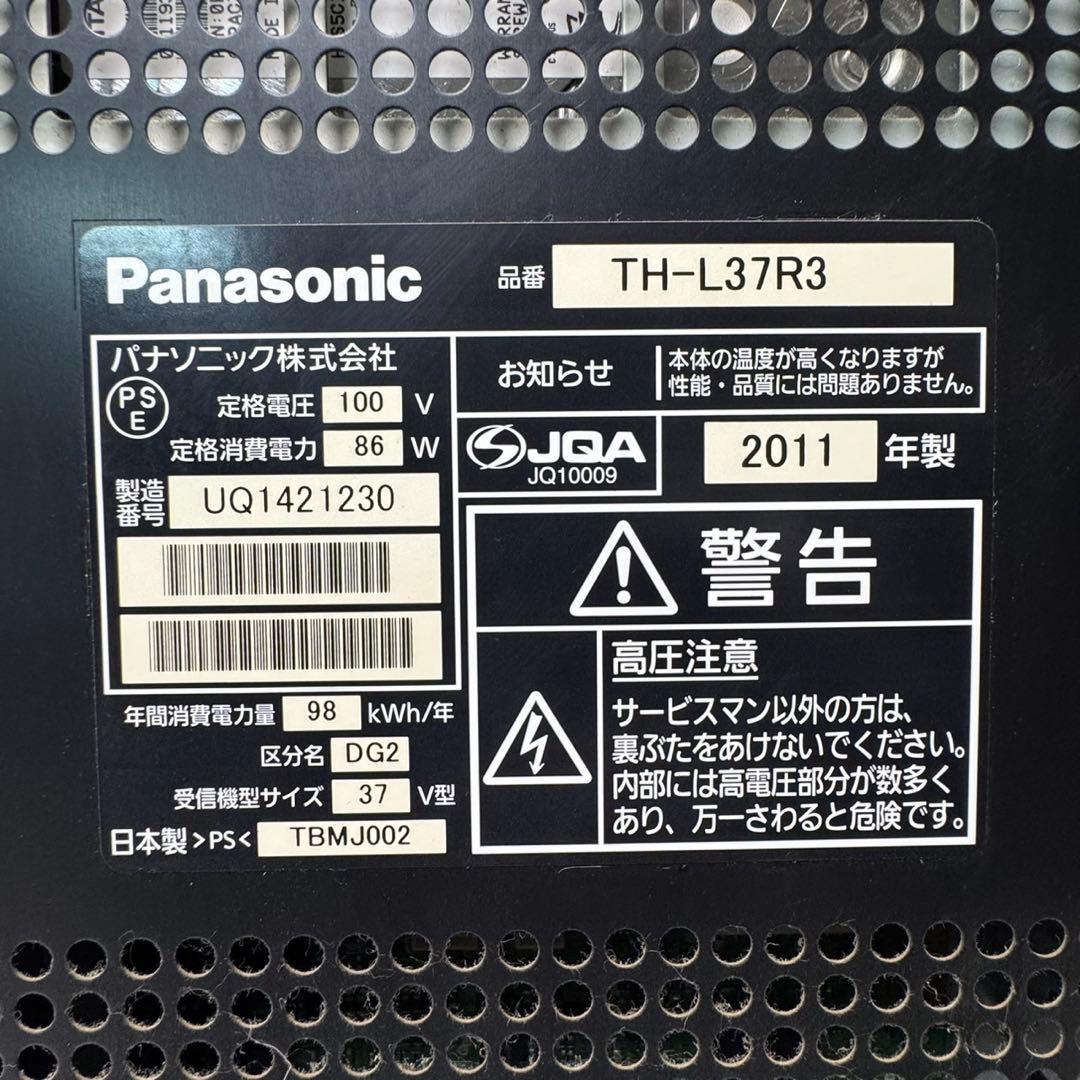 Panasonic
品番 TH-L37R3
パナソニック株式会社
PS
E
定格電圧 100 V
定格消費電力 86 W
製造
番号 UQ1421230
お知らせ
本体の温度が高くなりますが
性能・品質には問題ありません。
JQA
JQ10009
2011 年製
警告
高圧注意
サービスマン以外の方は、
裏ぶたをあけないでください。
内部には高電圧部分が数多く
あり、万一さわると危険です。
年間消費電力量 98 kWh/年
区分名 DG2
受信機型サイズ 37 V型
日本製 >PS< TBMJ002